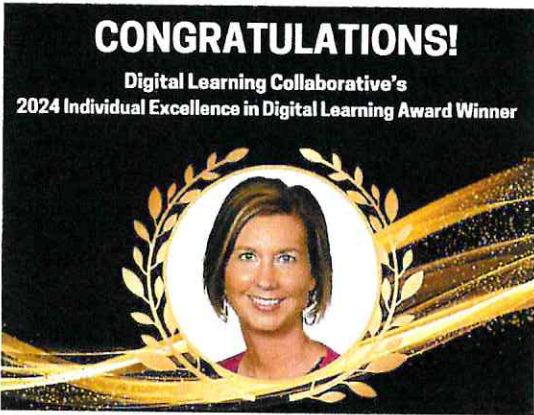 CONGRATULATIONS!
Digital Learning Collaborative's
2024 Individual Excellence in Digital Learning Award Winner